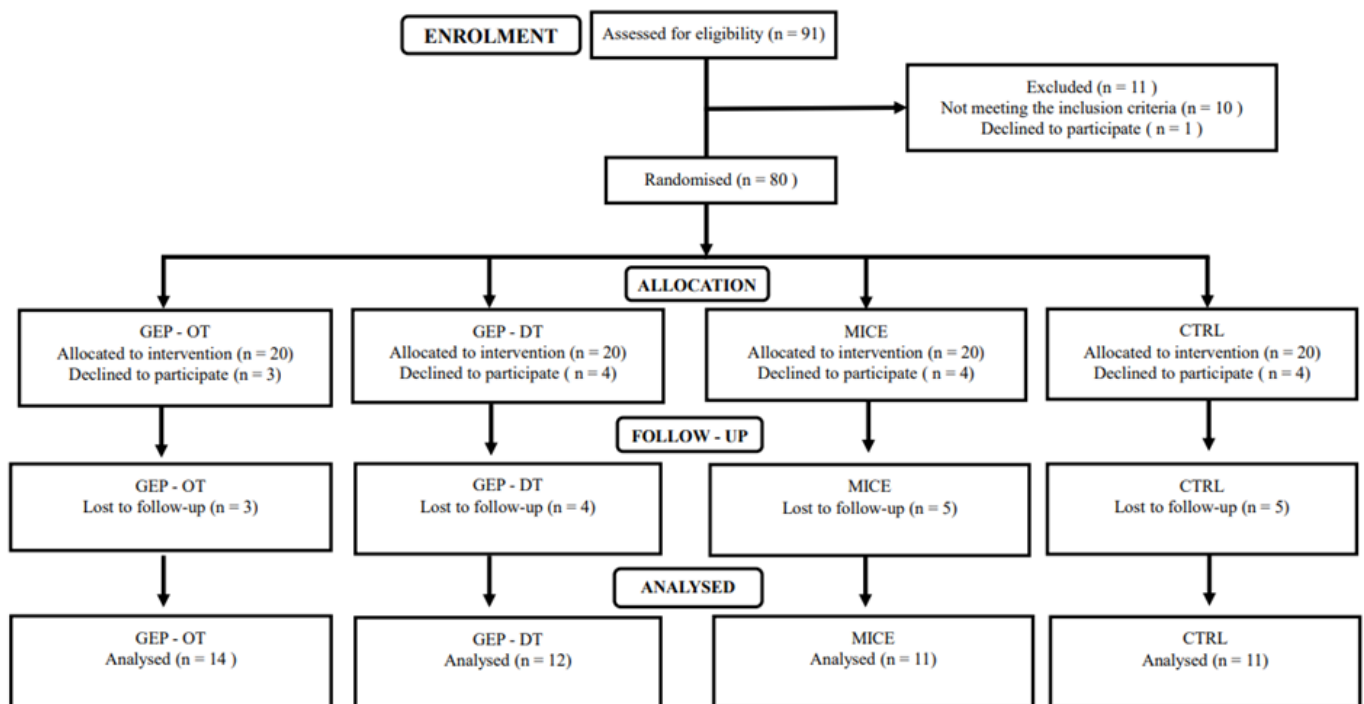 ENROLMENT
Assessed for eligibility (n = 91)
Excluded (n = 11 )
Not meeting the inclusion criteria (n = 10 )
Declined to participate ( n = 1 )
Randomised (n = 80 )
ALLOCATION
GEP - OT
Allocated to intervention (n = 20)
Declined to participate (n = 3)
GEP - DT
Allocated to intervention (n = 20)
Declined to participate ( n = 4)
MICE
Allocated to intervention (n = 20)
Declined to participate ( n = 4)
CTRL
Allocated to intervention (n = 20)
Declined to participate ( n = 4)
FOLLOW - UP
GEP - OT
Lost to follow-up (n = 3)
GEP - DT
Lost to follow-up (n = 4)
MICE
Lost to follow-up (n = 5)
CTRL
Lost to follow-up (n = 5)
ANALYSED
GEP - OT
Analysed (n = 14 )
GEP - DT
Analysed (n = 12)
MICE
Analysed (n = 11)
CTRL
Analysed (n = 11)